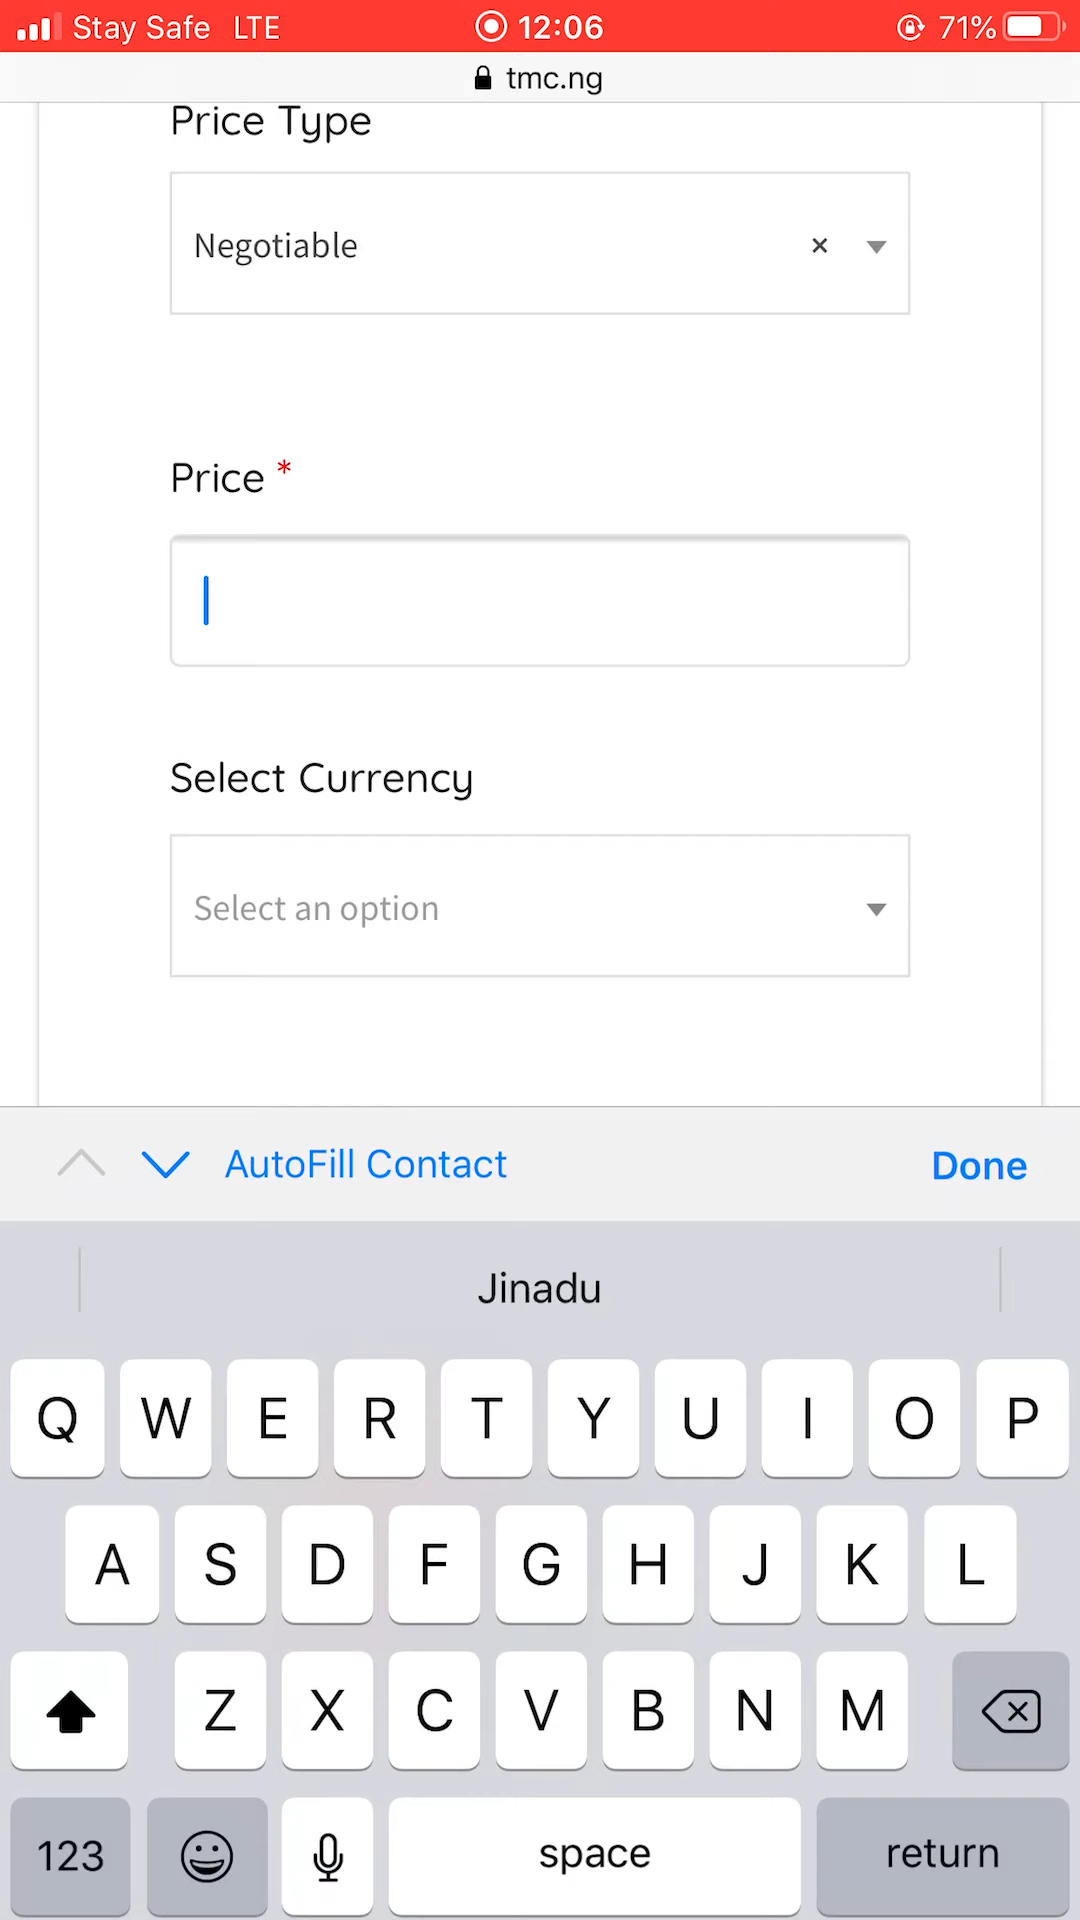 Stay Safe LTE 12:06 71%
tmc.ng
Price Type
Negotiable ×
Price *
Select Currency
Select an option
AutoFill Contact Done
Jinadu
Q W E R T Y U I O P
A S D F G H J K L
Z X C V B N M
123 space return